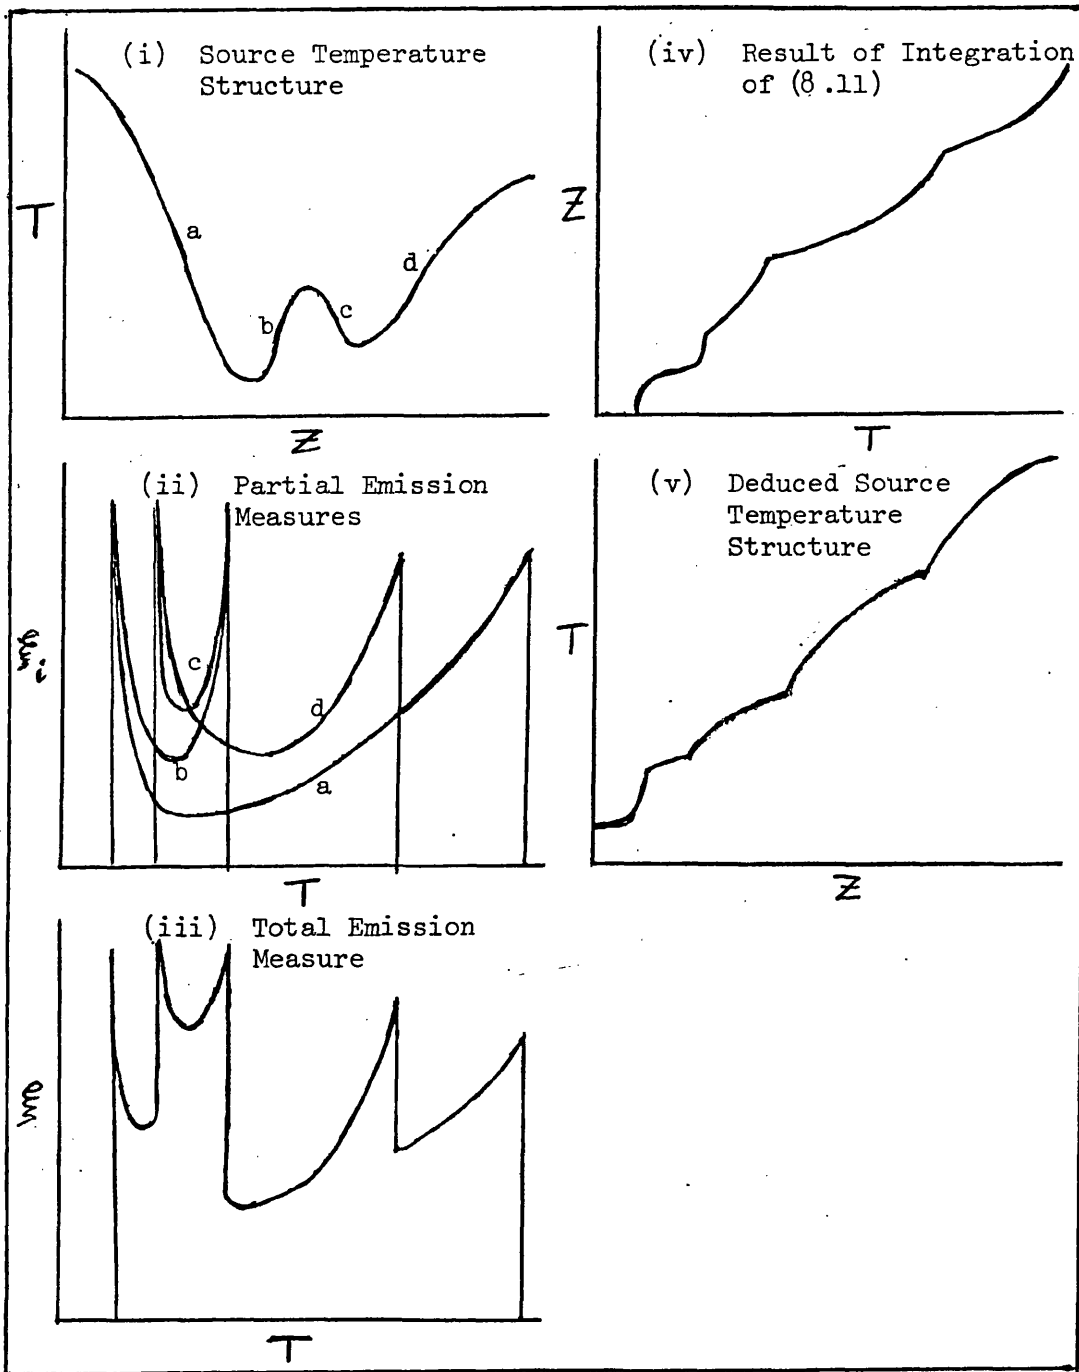 (i) Source Temperature
Structure
T
a
b
c
d
Z
(iv) Result of Integration
of (8.11)
Z
T
(ii) Partial Emission
Measures
ξi
c
b
d
a
T
(v) Deduced Source
Temperature
Structure
T
Z
(iii) Total Emission
Measure
ξ
T